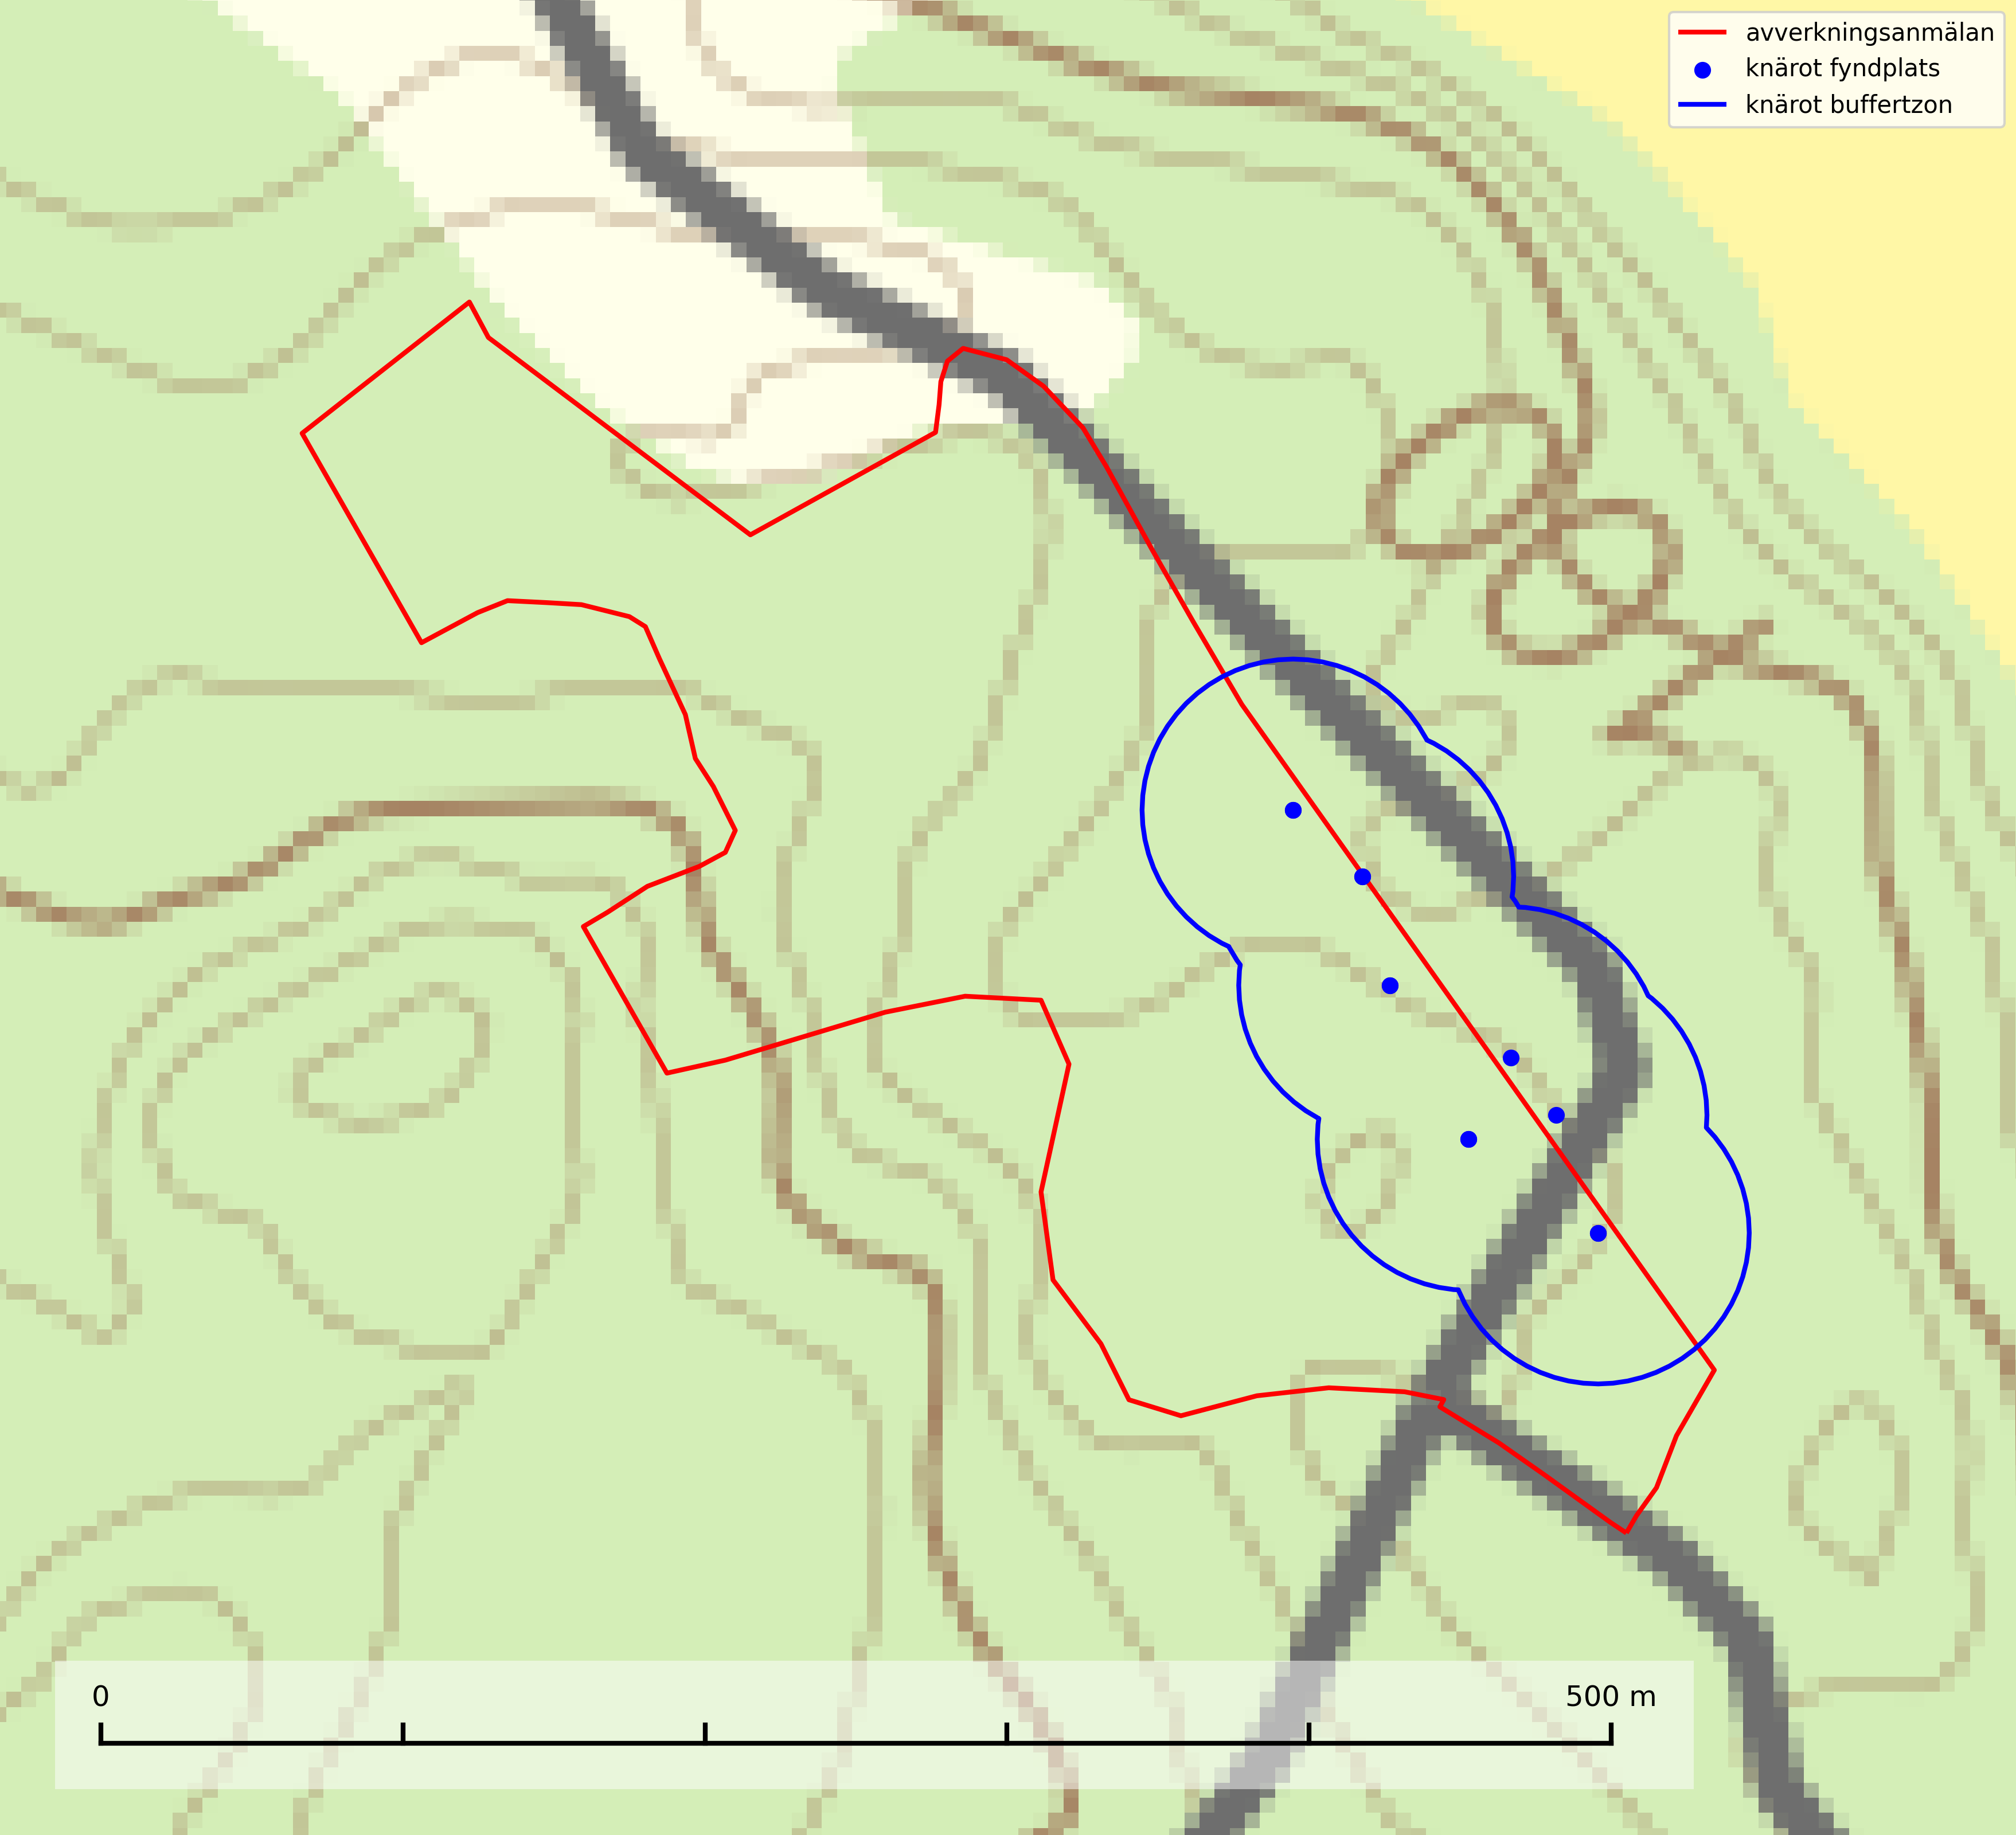 avverkningsanmälan
knärot fyndplats
knärot buffertzon
0
500 m